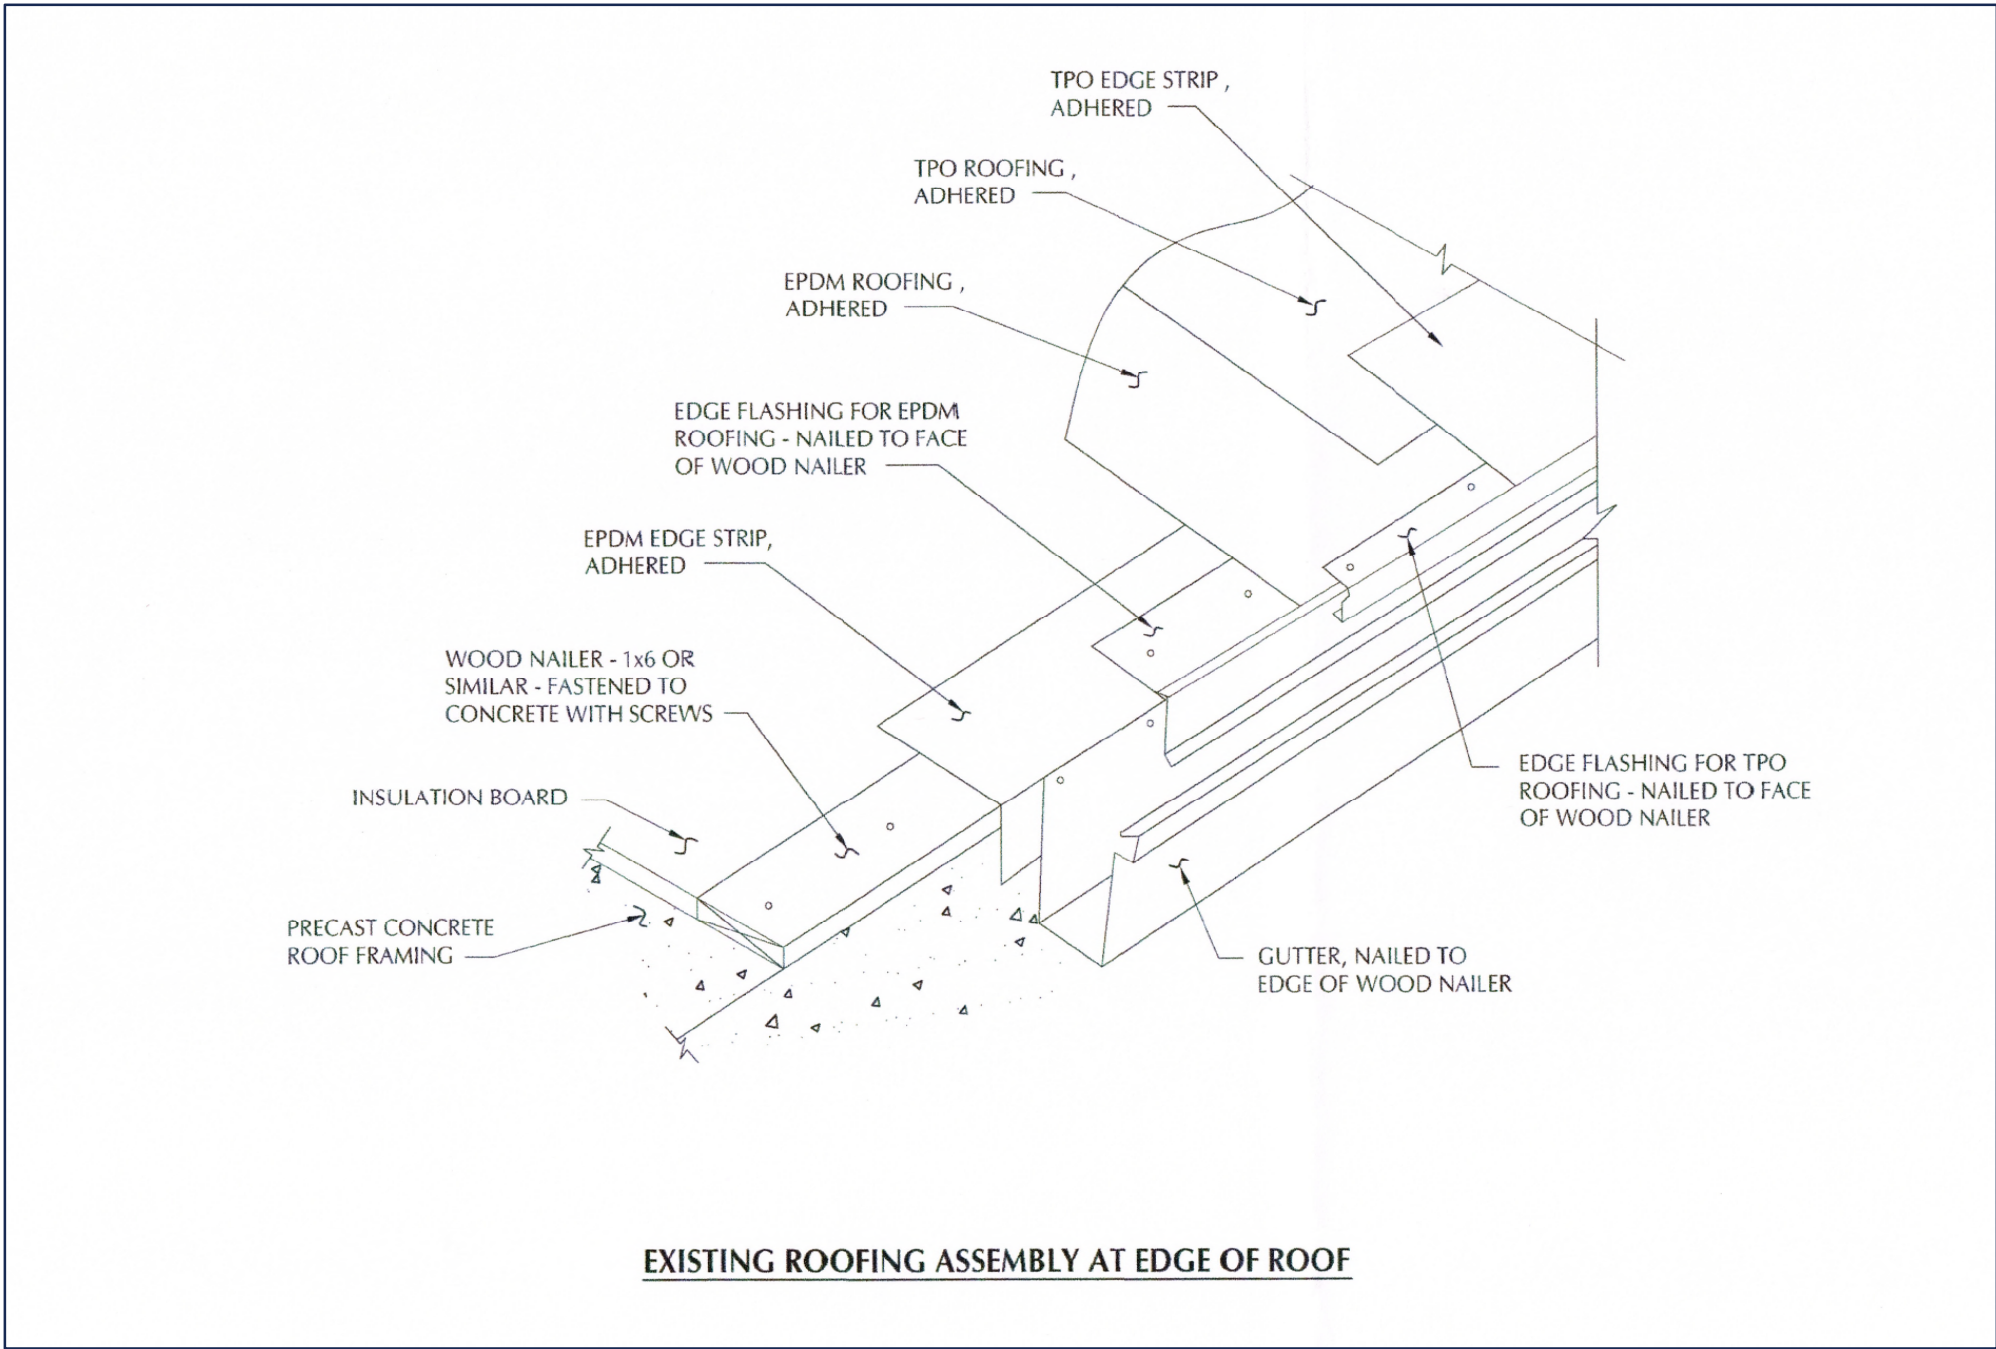 TPO EDGE STRIP ,
ADHERED
TPO ROOFING ,
ADHERED
EPDM ROOFING ,
ADHERED
EDGE FLASHING FOR EPDM
ROOFING - NAILED TO FACE
OF WOOD NAILER
EPDM EDGE STRIP,
ADHERED
WOOD NAILER - 1x6 OR
SIMILAR - FASTENED TO
CONCRETE WITH SCREWS
INSULATION BOARD
PRECAST CONCRETE
ROOF FRAMING
EDGE FLASHING FOR TPO
ROOFING - NAILED TO FACE
OF WOOD NAILER
GUTTER, NAILED TO
EDGE OF WOOD NAILER
EXISTING ROOFING ASSEMBLY AT EDGE OF ROOF